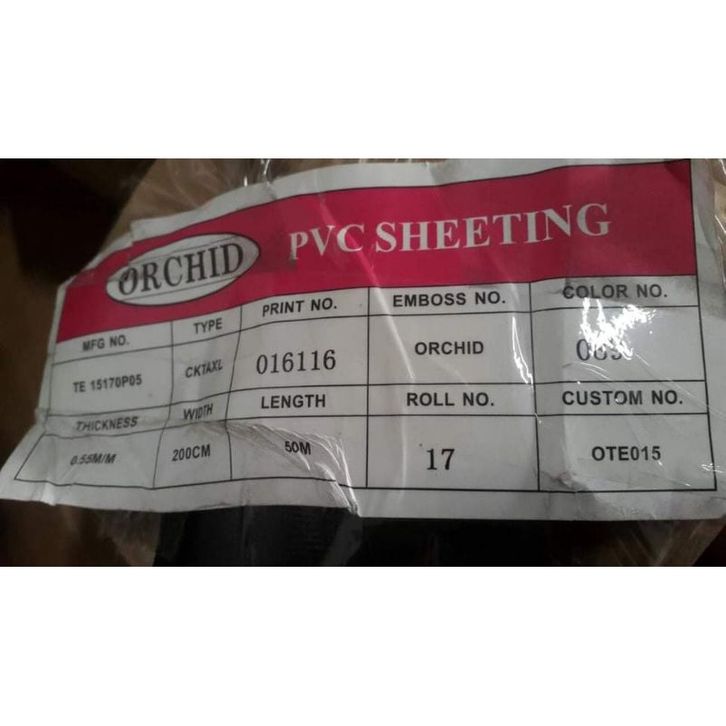 ORCHID
PVC SHEETING
MFG NO. TYPE PRINT NO. EMBOSS NO. COLOR NO.
TE 15170P05 CKTAXL 016116 ORCHID
THICKNESS WIDTH LENGTH ROLL NO. CUSTOM NO.
0.55M/M 200CM 50M 17 OTE015